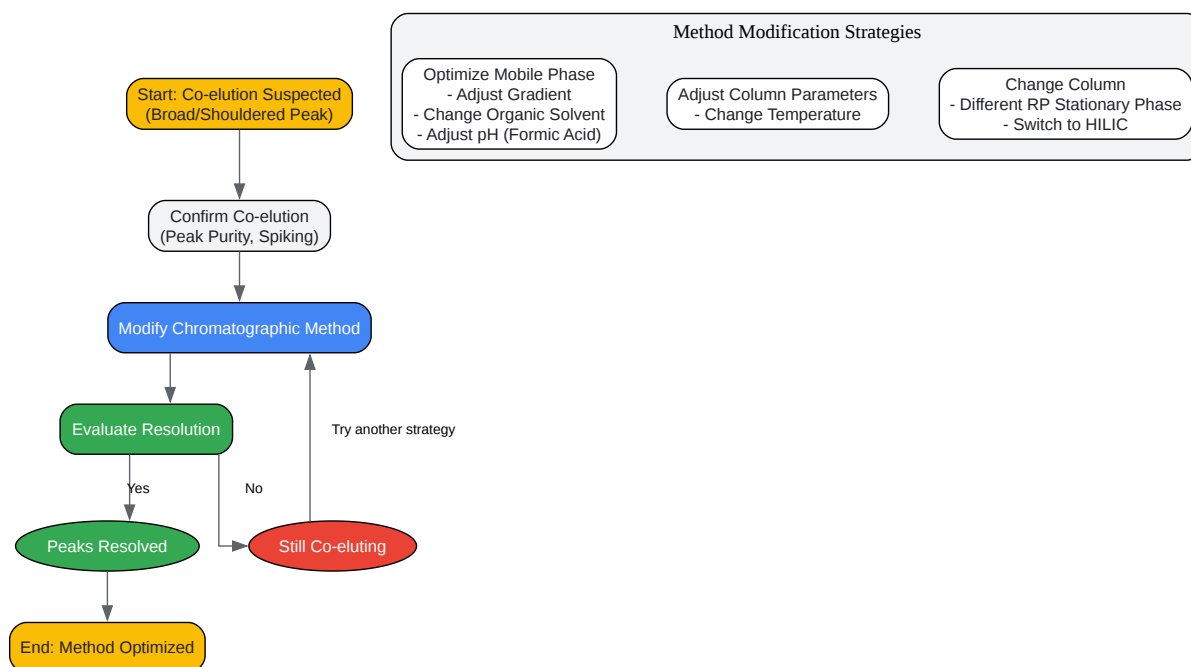 Method Modification Strategies
Optimize Mobile Phase
- Adjust Gradient
- Change Organic Solvent
- Adjust pH (Formic Acid)
Adjust Column Parameters
- Change Temperature
Change Column
- Different RP Stationary Phase
- Switch to HILIC
Start: Co-elution Suspected
(Broad/Shouldered Peak)
Confirm Co-elution
(Peak Purity, Spiking)
Modify Chromatographic Method
Evaluate Resolution
Try another strategy
Yes
No
Peaks Resolved
Still Co-eluting
End: Method Optimized